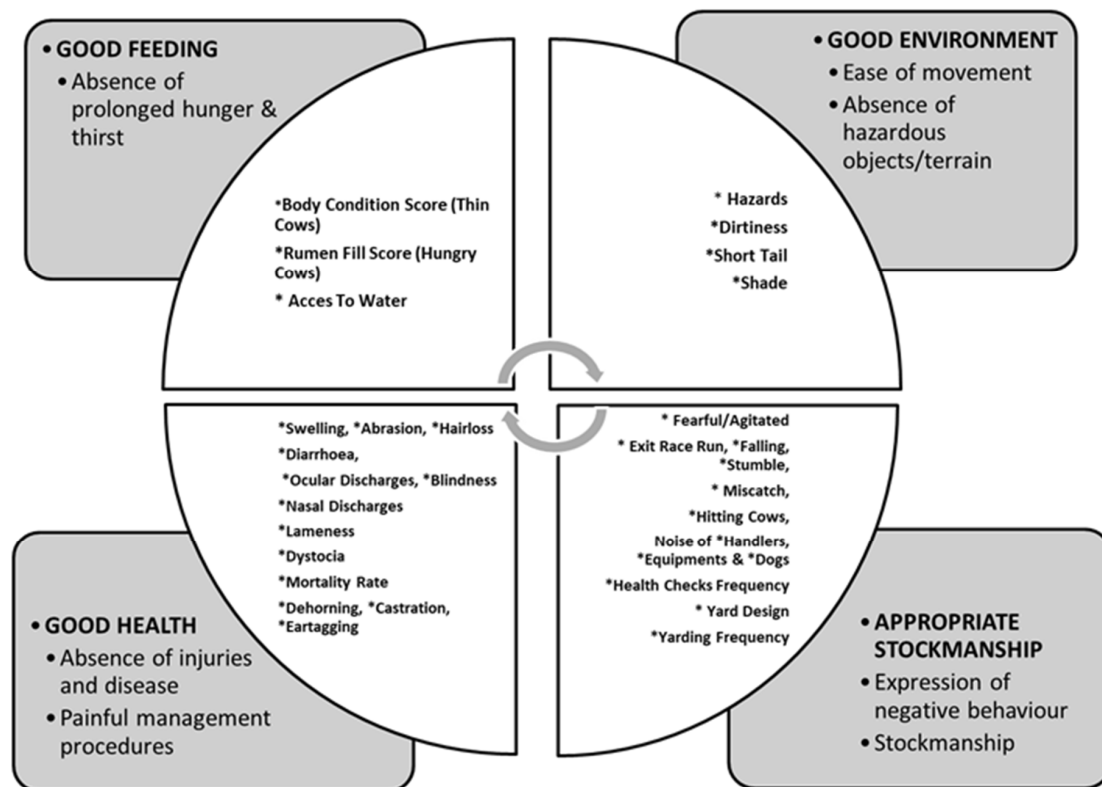 • GOOD FEEDING
• Absence of
prolonged hunger &
thirst
*Body Condition Score (Thin
Cows)
*Rumen Fill Score (Hungry
Cows)
* Acces To Water
• GOOD ENVIRONMENT
• Ease of movement
• Absence of
hazardous
objects/terrain
* Hazards
*Dirtiness
*Short Tail
*Shade
*Swelling, *Abrasion, *Hairloss
*Diarrhoea,
*Ocular Discharges, *Blindness
*Nasal Discharges
*Lameness
*Dystocia
*Mortality Rate
*Dehorning, *Castration,
*Eartagging
• GOOD HEALTH
• Absence of injuries
and disease
• Painful management
procedures
* Fearful/Agitated
* Exit Race Run, *Falling,
*Stumble,
* Miscatch,
*Hitting Cows,
Noise of *Handlers,
*Equipments & *Dogs
*Health Checks Frequency
* Yard Design
*Yarding Frequency
• APPROPRIATE
STOCKMANSHIP
• Expression of
negative behaviour
• Stockmanship